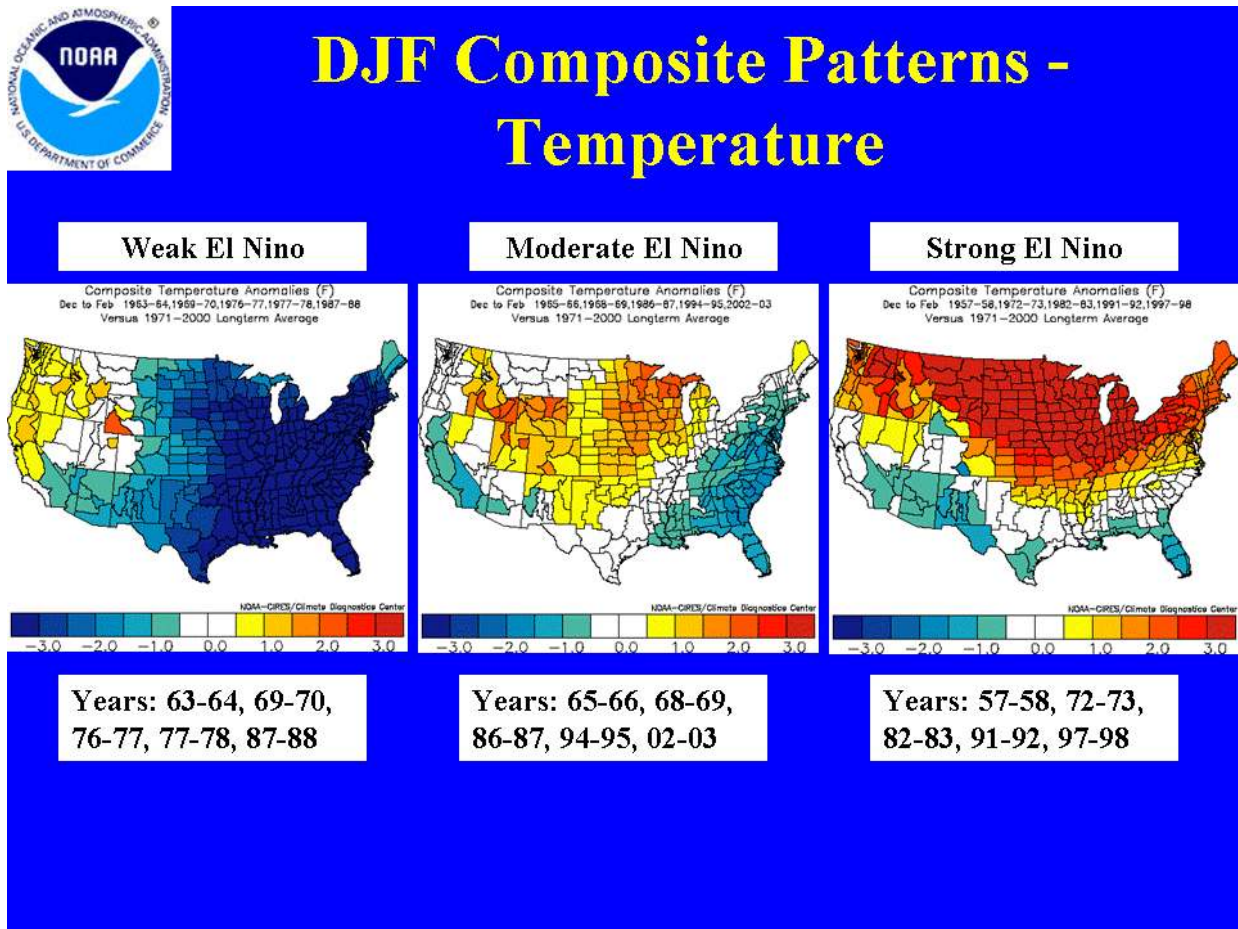 NATIONAL OCEANIC AND ATMOSPHERIC ADMINISTRATION
U.S. DEPARTMENT OF COMMERCE
NOAA
DJF Composite Patterns -
Temperature
Weak El Nino
Composite Temperature Anomalies (F)
Dec to Feb 1963-64,1969-70,1976-77,1977-78,1987-88
Versus 1971-2000 Longterm Average
NOAA-CIRES/Climate Diagnostics Center
-3.0 -2.0 -1.0 0.0 1.0 2.0 3.0
Years: 63-64, 69-70,
76-77, 77-78, 87-88
Moderate El Nino
Composite Temperature Anomalies (F)
Dec to Feb 1965-66,1968-69,1986-87,1994-95,2002-03
Versus 1971-2000 Longterm Average
NOAA-CIRES/Climate Diagnostics Center
-3.0 -2.0 -1.0 0.0 1.0 2.0 3.0
Years: 65-66, 68-69,
86-87, 94-95, 02-03
Strong El Nino
Composite Temperature Anomalies (F)
Dec to Feb 1957-58,1972-73,1982-83,1991-92,1997-98
Versus 1971-2000 Longterm Average
NOAA-CIRES/Climate Diagnostics Center
-3.0 -2.0 -1.0 0.0 1.0 2.0 3.0
Years: 57-58, 72-73,
82-83, 91-92, 97-98